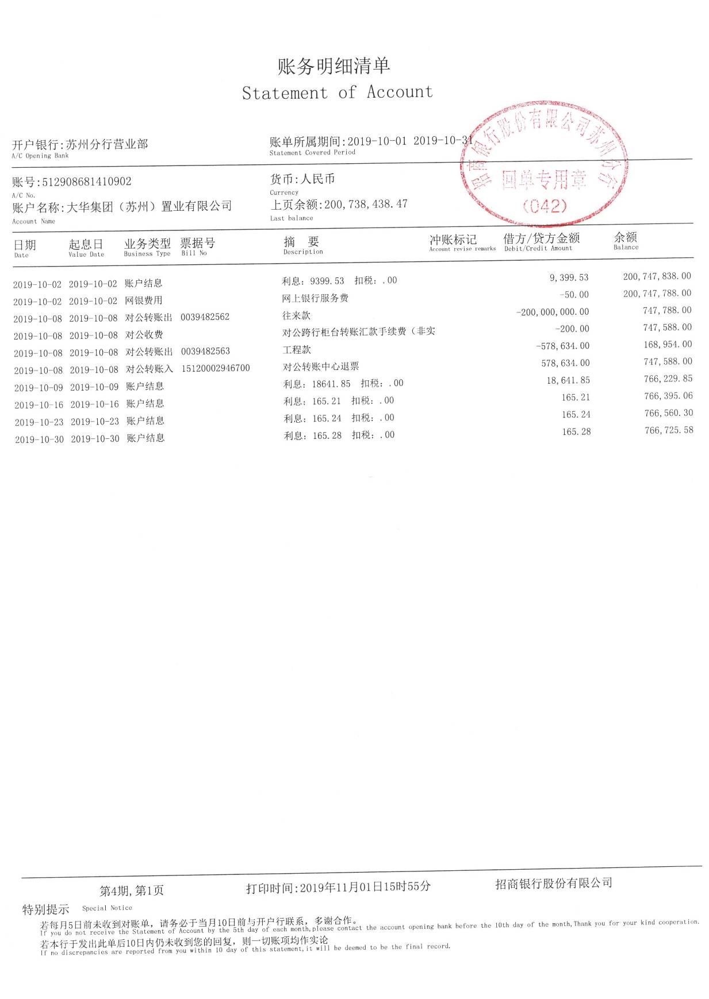 账务明细清单
Statement of Account
招商银行股份有限公司苏州分行
回单专用章
(042)
开户银行:苏州分行营业部 账单所属期间:2019-10-01 2019-10-31
A/C Opening Bank Statement Covered Period
账号:512908681410902 货币:人民币
A/C No. Currency
账户名称:大华集团（苏州）置业有限公司 上页余额:200,738,438.47
Account Name Last balance
日期 起息日 业务类型 票据号 摘 要 冲账标记 借方/贷方金额 余额
Date Value Date Business Type Bill No Description Account revise remarks Debit/Credit Amount Balance
2019-10-02 2019-10-02 账户结息 利息: 9399.53 扣税: .00 9,399.53 200,747,838.00
2019-10-02 2019-10-02 网银费用 网上银行服务费 -50.00 200,747,788.00
2019-10-08 2019-10-08 对公转账出 0039482562 往来款 -200,000,000.00 747,788.00
2019-10-08 2019-10-08 对公收费 对公跨行柜台转账汇款手续费（非实 -200.00 747,588.00
2019-10-08 2019-10-08 对公转账出 0039482563 工程款 -578,634.00 168,954.00
2019-10-08 2019-10-08 对公转账入 15120002946700 对公转账中心退票 578,634.00 747,588.00
2019-10-09 2019-10-09 账户结息 利息: 18641.85 扣税: .00 18,641.85 766,229.85
2019-10-16 2019-10-16 账户结息 利息: 165.21 扣税: .00 165.21 766,395.06
2019-10-23 2019-10-23 账户结息 利息: 165.24 扣税: .00 165.24 766,560.30
2019-10-30 2019-10-30 账户结息 利息: 165.28 扣税: .00 165.28 766,725.58
第4期,第1页 打印时间:2019年11月01日15时55分 招商银行股份有限公司
特别提示 Special Notice
若每月5日前未收到对账单，请务必于当月10日前与开户行联系，多谢合作。
If you do not receive the Statement of Account by the 5th day of each month,please contact the account opening bank before the 10th day of the month,Thank you for your kind cooperation.
若本行于发出此单后10日内仍未收到您的回复，则一切账项均作实论
If no discrepancies are reported from you within 10 day of this statement,it will be deemed to be the final record.